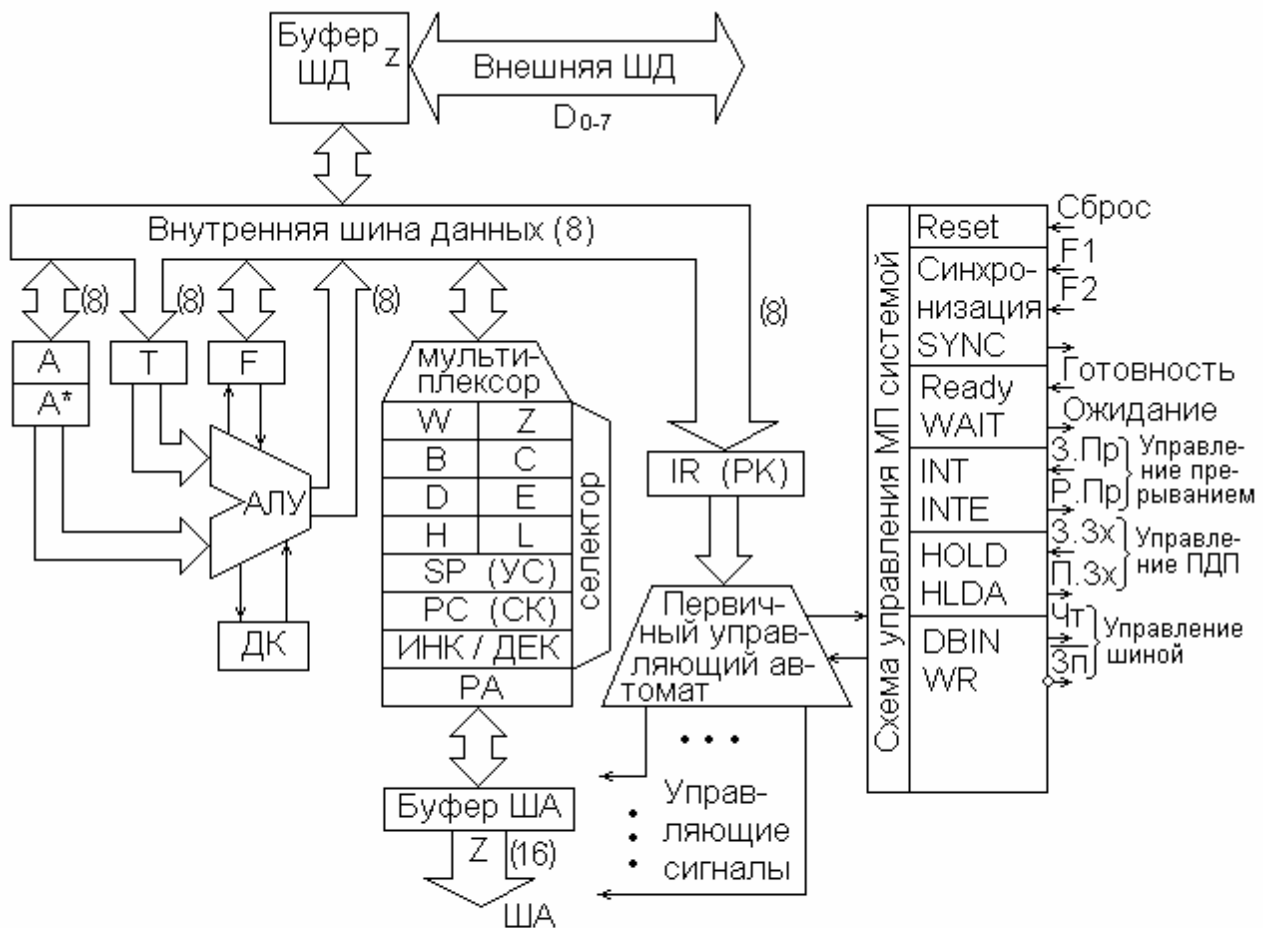 Буфер
ШД
Z
Внешняя ШД
D0-7
Внутренняя шина данных (8)
(8)
(8)
(8)
(8)
A
A*
T
F
АЛУ
ДК
мульти-
плексор
W Z
B C
D E
H L
SP (УС)
PC (СК)
ИНК / ДЕК
РА
селектор
Буфер ША
Z (16)
ША
IR (РК)
Первич-
ный управ-
ляющий ав-
томат
Управ-
ляющие
сигналы
Схема управления МП системой
Reset
Синхро-
низация
SYNC
Ready
WAIT
INT
INTE
HOLD
HLDA
DBIN
WR
Сброс
F1
F2
Готовность
Ожидание
З.Пр
Р.Пр
Управле-
ние пре-
рыванием
З.Зх
П.Зх
Управле-
ние ПДП
Чт
Зп
Управление
шиной